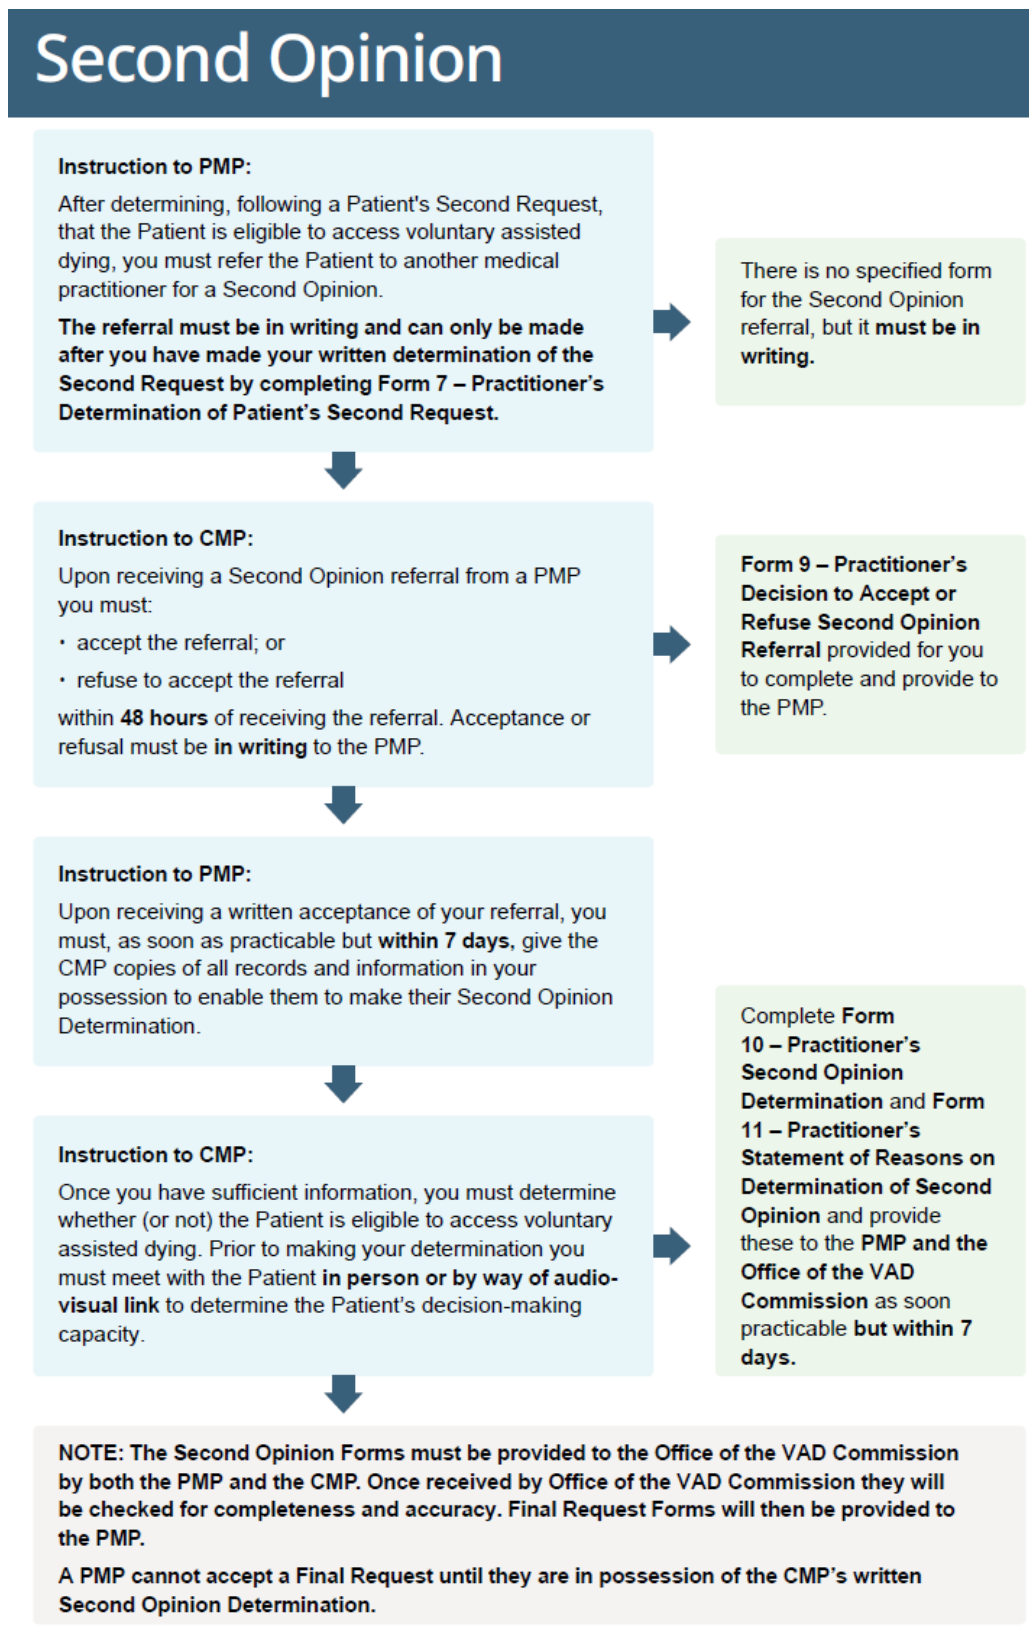 Second Opinion
Instruction to PMP:
After determining, following a Patient's Second Request,
that the Patient is eligible to access voluntary assisted
dying, you must refer the Patient to another medical
practitioner for a Second Opinion.
The referral must be in writing and can only be made
after you have made your written determination of the
Second Request by completing Form 7 – Practitioner’s
Determination of Patient’s Second Request.
There is no specified form
for the Second Opinion
referral, but it must be in
writing.
Instruction to CMP:
Upon receiving a Second Opinion referral from a PMP
you must:
· accept the referral; or
· refuse to accept the referral
within 48 hours of receiving the referral. Acceptance or
refusal must be in writing to the PMP.
Form 9 – Practitioner’s
Decision to Accept or
Refuse Second Opinion
Referral provided for you
to complete and provide to
the PMP.
Instruction to PMP:
Upon receiving a written acceptance of your referral, you
must, as soon as practicable but within 7 days, give the
CMP copies of all records and information in your
possession to enable them to make their Second Opinion
Determination.
Instruction to CMP:
Once you have sufficient information, you must determine
whether (or not) the Patient is eligible to access voluntary
assisted dying. Prior to making your determination you
must meet with the Patient in person or by way of audio-
visual link to determine the Patient’s decision-making
capacity.
Complete Form
10 – Practitioner’s
Second Opinion
Determination and Form
11 – Practitioner’s
Statement of Reasons on
Determination of Second
Opinion and provide
these to the PMP and the
Office of the VAD
Commission as soon
practicable but within 7
days.
NOTE: The Second Opinion Forms must be provided to the Office of the VAD Commission
by both the PMP and the CMP. Once received by Office of the VAD Commission they will
be checked for completeness and accuracy. Final Request Forms will then be provided to
the PMP.
A PMP cannot accept a Final Request until they are in possession of the CMP’s written
Second Opinion Determination.